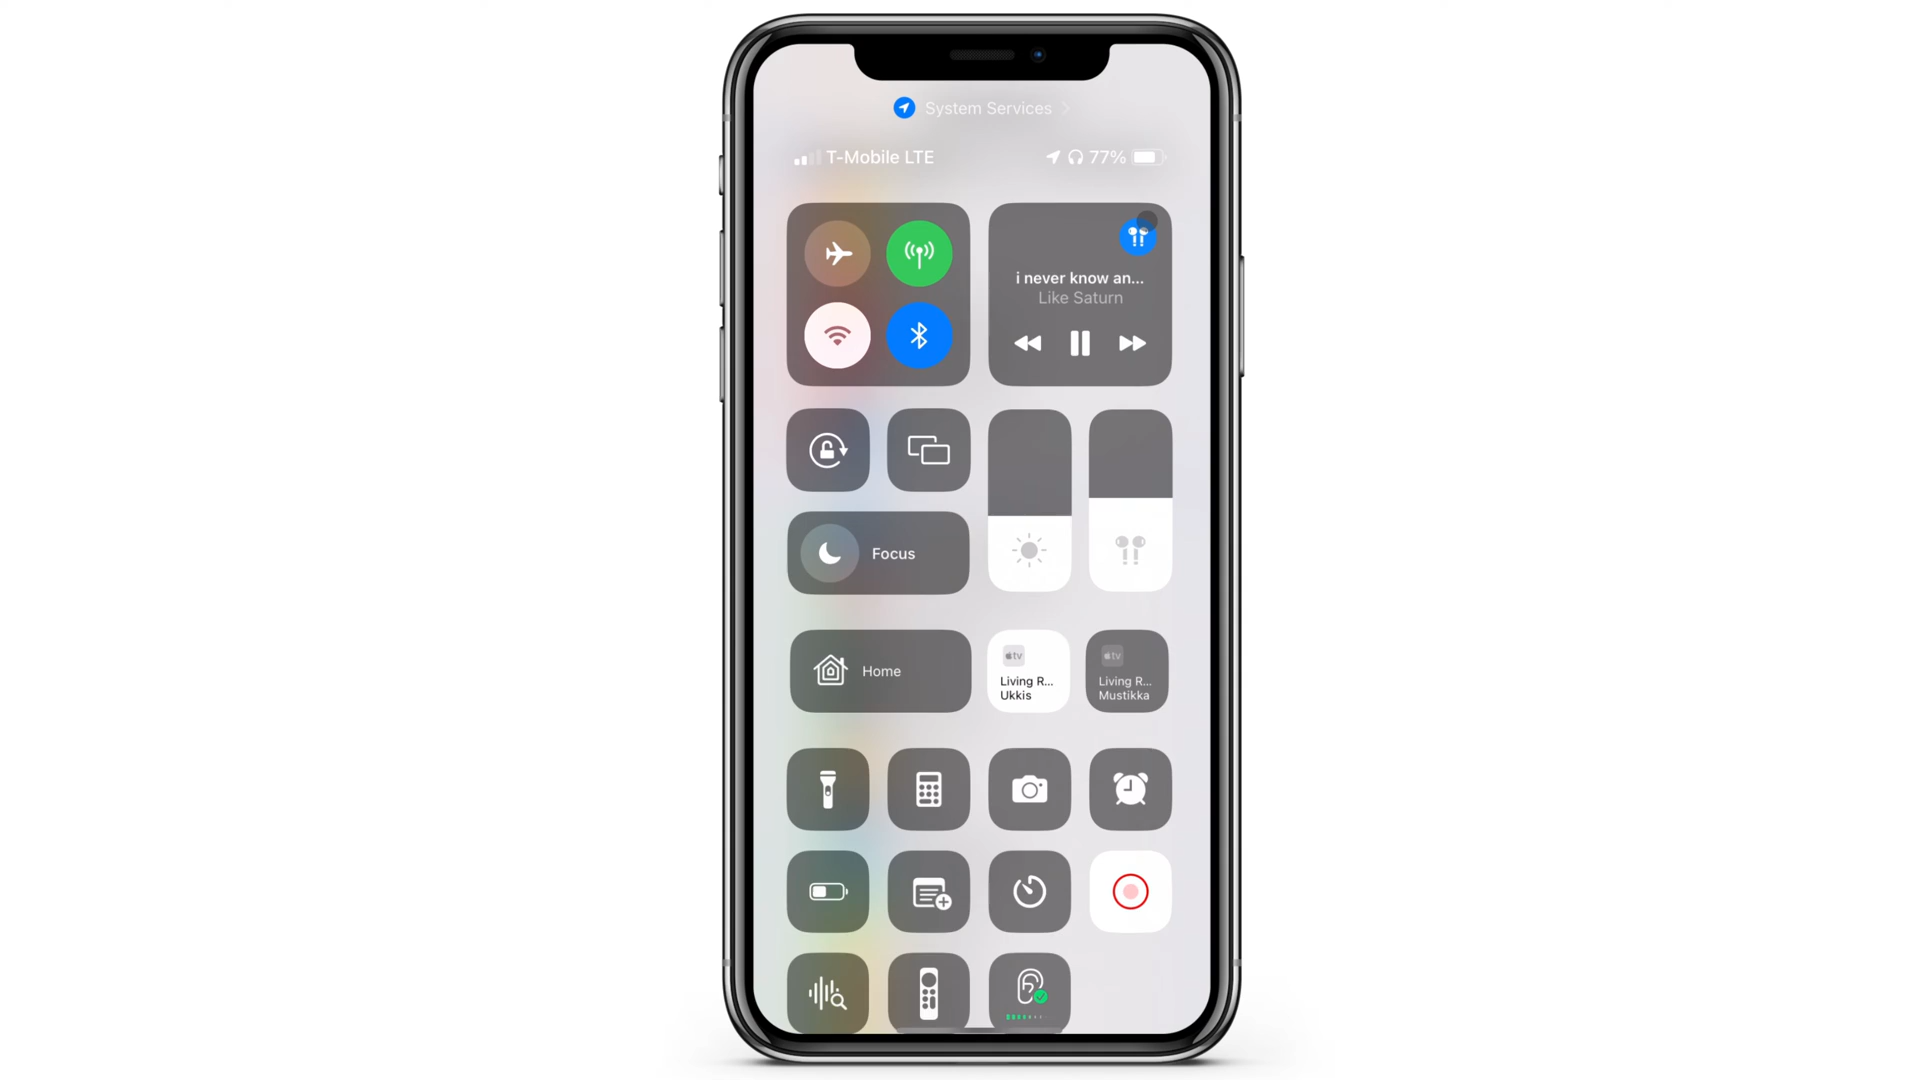 System Services
T-Mobile LTE
77%
i never know an...
Like Saturn
Focus
Home
tv
Living R...
Ukkis
tv
Living R...
Mustikka